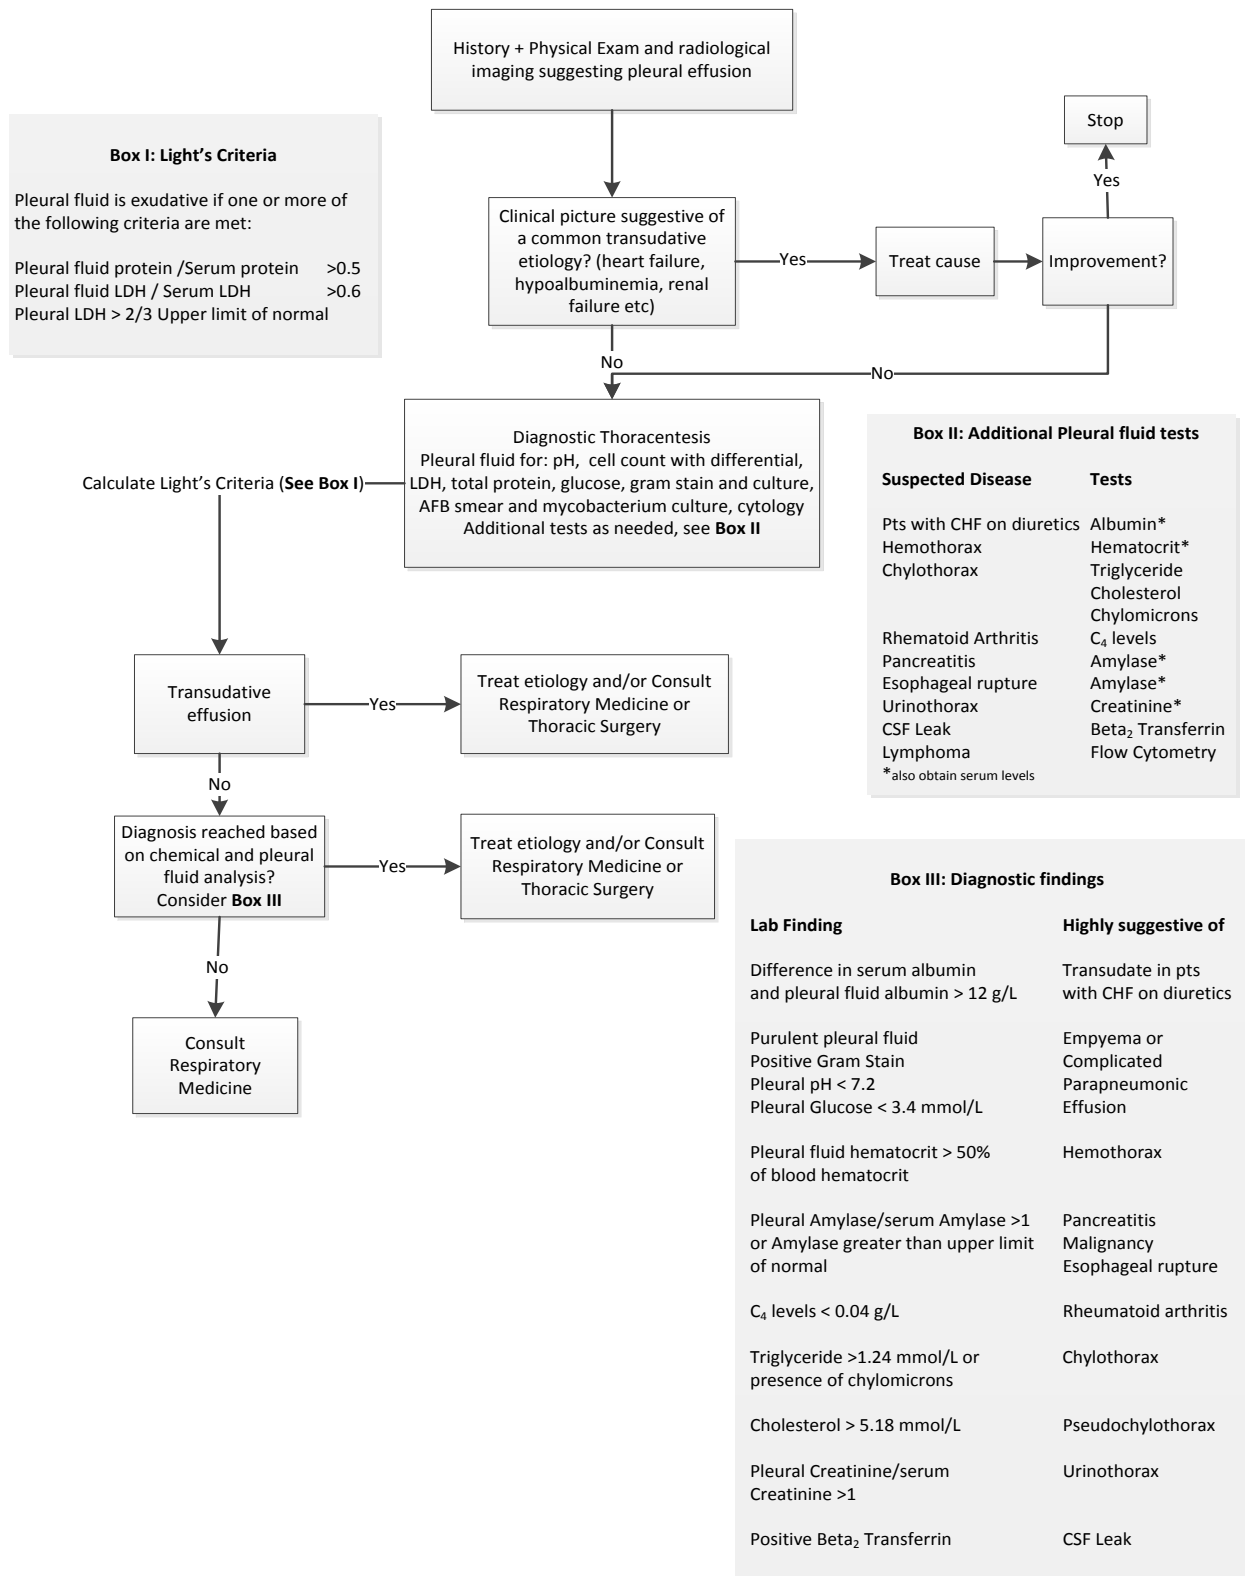 History + Physical Exam and radiological
imaging suggesting pleural effusion
Stop
Yes
Box I: Light's Criteria
Pleural fluid is exudative if one or more of
the following criteria are met:
Pleural fluid protein /Serum protein >0.5
Pleural fluid LDH / Serum LDH >0.6
Pleural LDH > 2/3 Upper limit of normal
Clinical picture suggestive of
a common transudative
etiology? (heart failure,
hypoalbuminemia, renal
failure etc)
Yes
Treat cause
Improvement?
No
No
Diagnostic Thoracentesis
Pleural fluid for: pH, cell count with differential,
LDH, total protein, glucose, gram stain and culture,
AFB smear and mycobacterium culture, cytology
Additional tests as needed, see Box II
Calculate Light's Criteria (See Box I)
Box II: Additional Pleural fluid tests
Suspected Disease Tests
Pts with CHF on diuretics Albumin*
Hemothorax Hematocrit*
Chylothorax Triglyceride
Cholesterol
Chylomicrons
Rhematoid Arthritis C₄ levels
Pancreatitis Amylase*
Esophageal rupture Amylase*
Urinothorax Creatinine*
CSF Leak Beta₂ Transferrin
Lymphoma Flow Cytometry
*also obtain serum levels
Transudative
effusion
Yes
Treat etiology and/or Consult
Respiratory Medicine or
Thoracic Surgery
No
Diagnosis reached based
on chemical and pleural
fluid analysis?
Consider Box III
Yes
Treat etiology and/or Consult
Respiratory Medicine or
Thoracic Surgery
No
Consult
Respiratory
Medicine
Box III: Diagnostic findings
Lab Finding Highly suggestive of
Difference in serum albumin Transudate in pts
and pleural fluid albumin > 12 g/L with CHF on diuretics
Purulent pleural fluid Empyema or
Positive Gram Stain Complicated
Pleural pH < 7.2 Parapneumonic
Pleural Glucose < 3.4 mmol/L Effusion
Pleural fluid hematocrit > 50% Hemothorax
of blood hematocrit
Pleural Amylase/serum Amylase >1 Pancreatitis
or Amylase greater than upper limit Malignancy
of normal Esophageal rupture
C₄ levels < 0.04 g/L Rheumatoid arthritis
Triglyceride >1.24 mmol/L or Chylothorax
presence of chylomicrons
Cholesterol > 5.18 mmol/L Pseudochylothorax
Pleural Creatinine/serum Urinothorax
Creatinine >1
Positive Beta₂ Transferrin CSF Leak